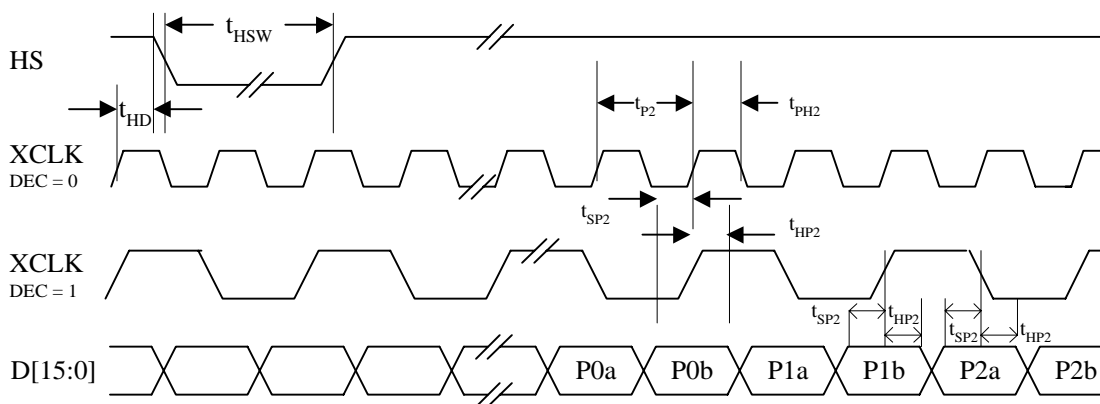 HS
tHSW
tHD
tP2
tPH2
XCLK
DEC = 0
tSP2
tHP2
XCLK
DEC = 1
tSP2
tHP2
tSP2
tHP2
D[15:0]
P0a
P0b
P1a
P1b
P2a
P2b